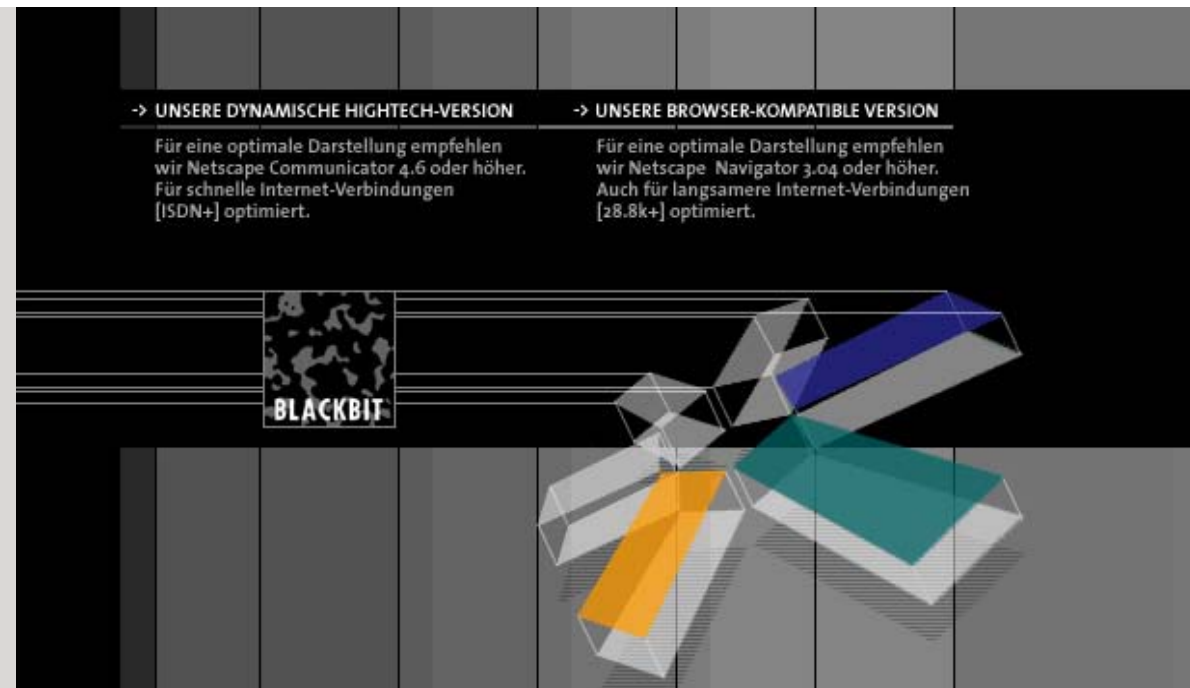 -> UNSERE DYNAMISCHE HIGHTECH-VERSION
Für eine optimale Darstellung empfehlen
wir Netscape Communicator 4.6 oder höher.
Für schnelle Internet-Verbindungen
[ISDN+] optimiert.
-> UNSERE BROWSER-KOMPATIBLE VERSION
Für eine optimale Darstellung empfehlen
wir Netscape Navigator 3.04 oder höher.
Auch für langsamere Internet-Verbindungen
[28.8k+] optimiert.
BLACKBIT